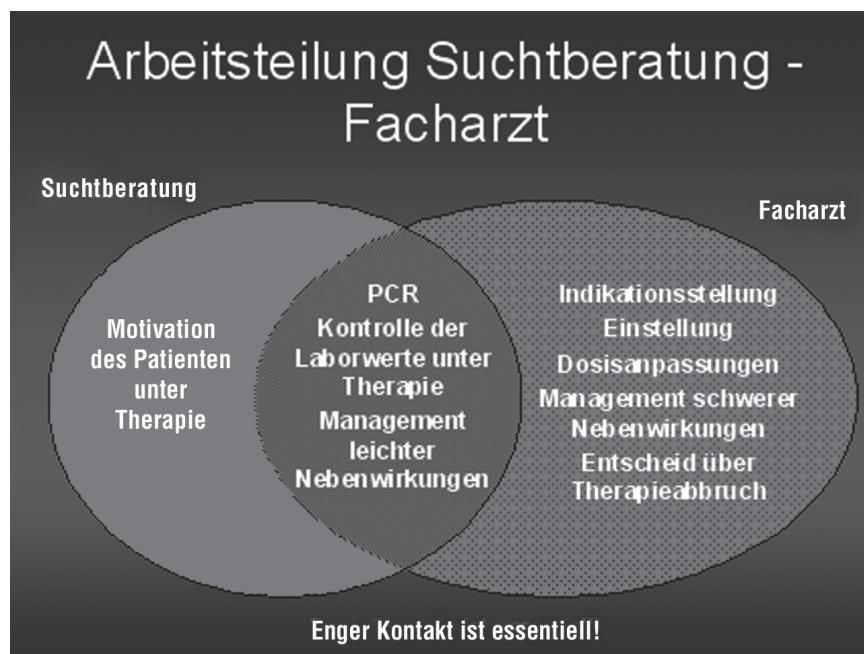 Arbeitsteilung Suchtberatung -
Facharzt
Suchtberatung
Facharzt
Motivation
des Patienten
unter
Therapie
PCR
Kontrolle der
Laborwerte unter
Therapie
Management
leichter
Nebenwirkungen
Indikationsstellung
Einstellung
Dosisanpassungen
Management schwerer
Nebenwirkungen
Entscheid über
Therapieabbruch
Enger Kontakt ist essentiell!